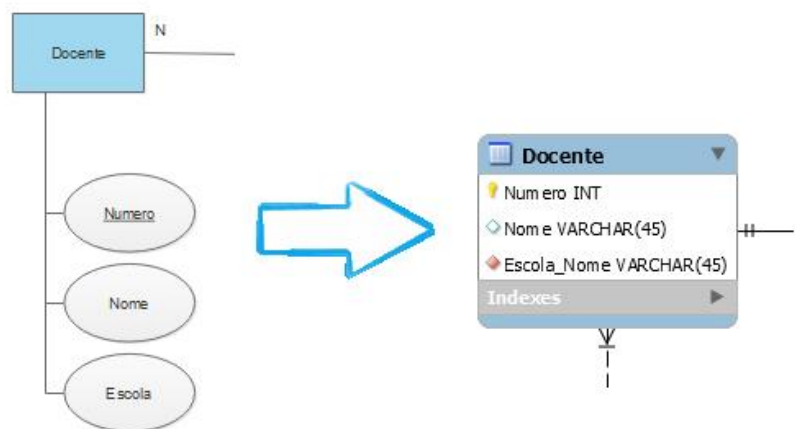 N
Docente
Numero
Nome
Escola
Docente
Numero INT
Nome VARCHAR(45)
Escola_Nome VARCHAR(45)
Indexes